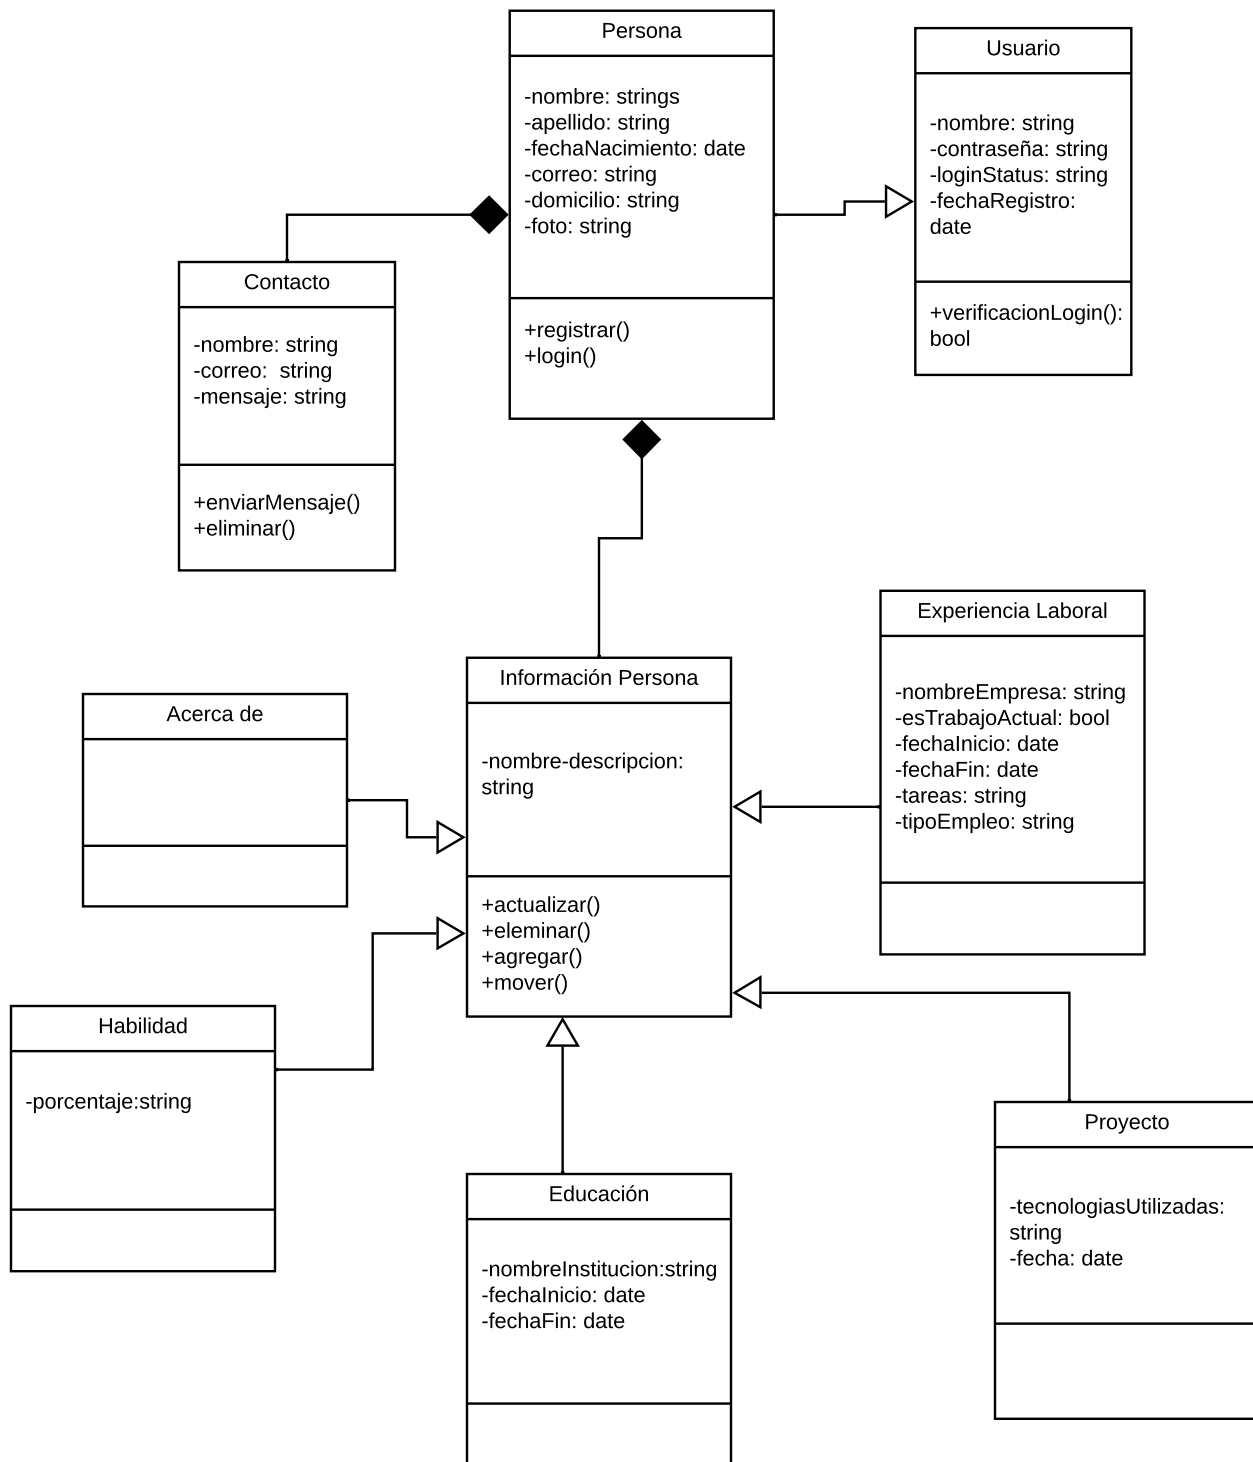 Persona
-nombre: strings
-apellido: string
-fechaNacimiento: date
-correo: string
-domicilio: string
-foto: string
+registrar()
+login()
Usuario
-nombre: string
-contraseña: string
-loginStatus: string
-fechaRegistro:
date
+verificacionLogin():
bool
Contacto
-nombre: string
-correo:  string
-mensaje: string
+enviarMensaje()
+eliminar()
Información Persona
-nombre-descripcion:
string
+actualizar()
+eleminar()
+agregar()
+mover()
Experiencia Laboral
-nombreEmpresa: string
-esTrabajoActual: bool
-fechaInicio: date
-fechaFin: date
-tareas: string
-tipoEmpleo: string
Acerca de
Habilidad
-porcentaje:string
Educación
-nombreInstitucion:string
-fechaInicio: date
-fechaFin: date
Proyecto
-tecnologiasUtilizadas:
string
-fecha: date